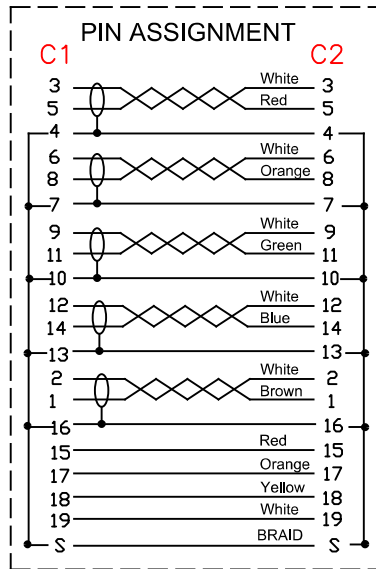 PIN ASSIGNMENT
C1 C2
3 White 3
5 Red 5
4 4
6 White 6
8 Orange 8
7 7
9 White 9
11 Green 11
10 10
12 White 12
14 Blue 14
13 13
2 White 2
1 Brown 1
16 16
15 Red 15
17 Orange 17
18 Yellow 18
19 White 19
S BRAID S